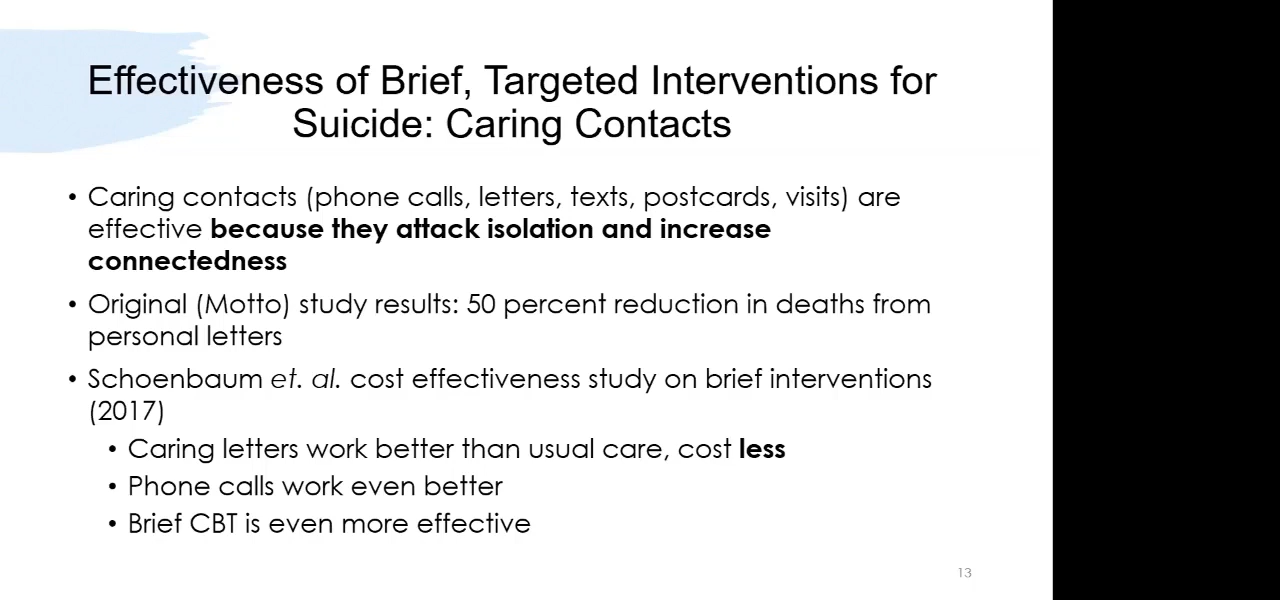 Effectiveness of Brief, Targeted Interventions for
Suicide: Caring Contacts
• Caring contacts (phone calls, letters, texts, postcards, visits) are
effective because they attack isolation and increase
connectedness
• Original (Motto) study results: 50 percent reduction in deaths from
personal letters
• Schoenbaum et. al. cost effectiveness study on brief interventions
(2017)
• Caring letters work better than usual care, cost less
• Phone calls work even better
• Brief CBT is even more effective
13